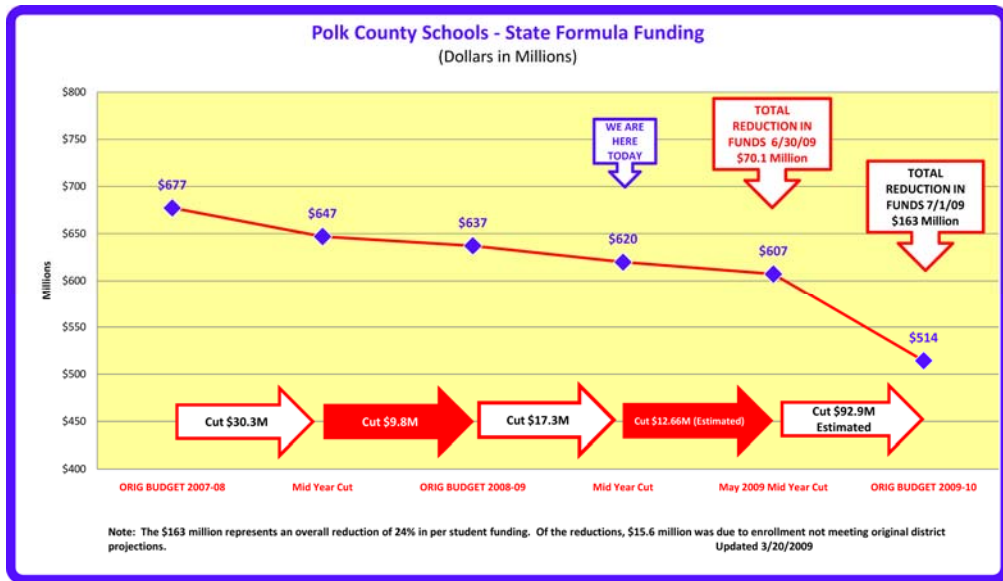 Polk County Schools - State Formula Funding
(Dollars in Millions)
$800
$750
$700
$650
$600
$550
$500
$450
$400
Millions
$677
$647
$637
$620
$607
$514
WE ARE
HERE
TODAY
TOTAL
REDUCTION IN
FUNDS 6/30/09
$70.1 Million
TOTAL
REDUCTION IN
FUNDS 7/1/09
$163 Million
Cut $30.3M
Cut $9.8M
Cut $17.3M
Cut $12.66M (Estimated)
Cut $92.9M
Estimated
ORIG BUDGET 2007-08
Mid Year Cut
ORIG BUDGET 2008-09
Mid Year Cut
May 2009 Mid Year Cut
ORIG BUDGET 2009-10
Note: The $163 million represents an overall reduction of 24% in per student funding. Of the reductions, $15.6 million was due to enrollment not meeting original district
projections. Updated 3/20/2009